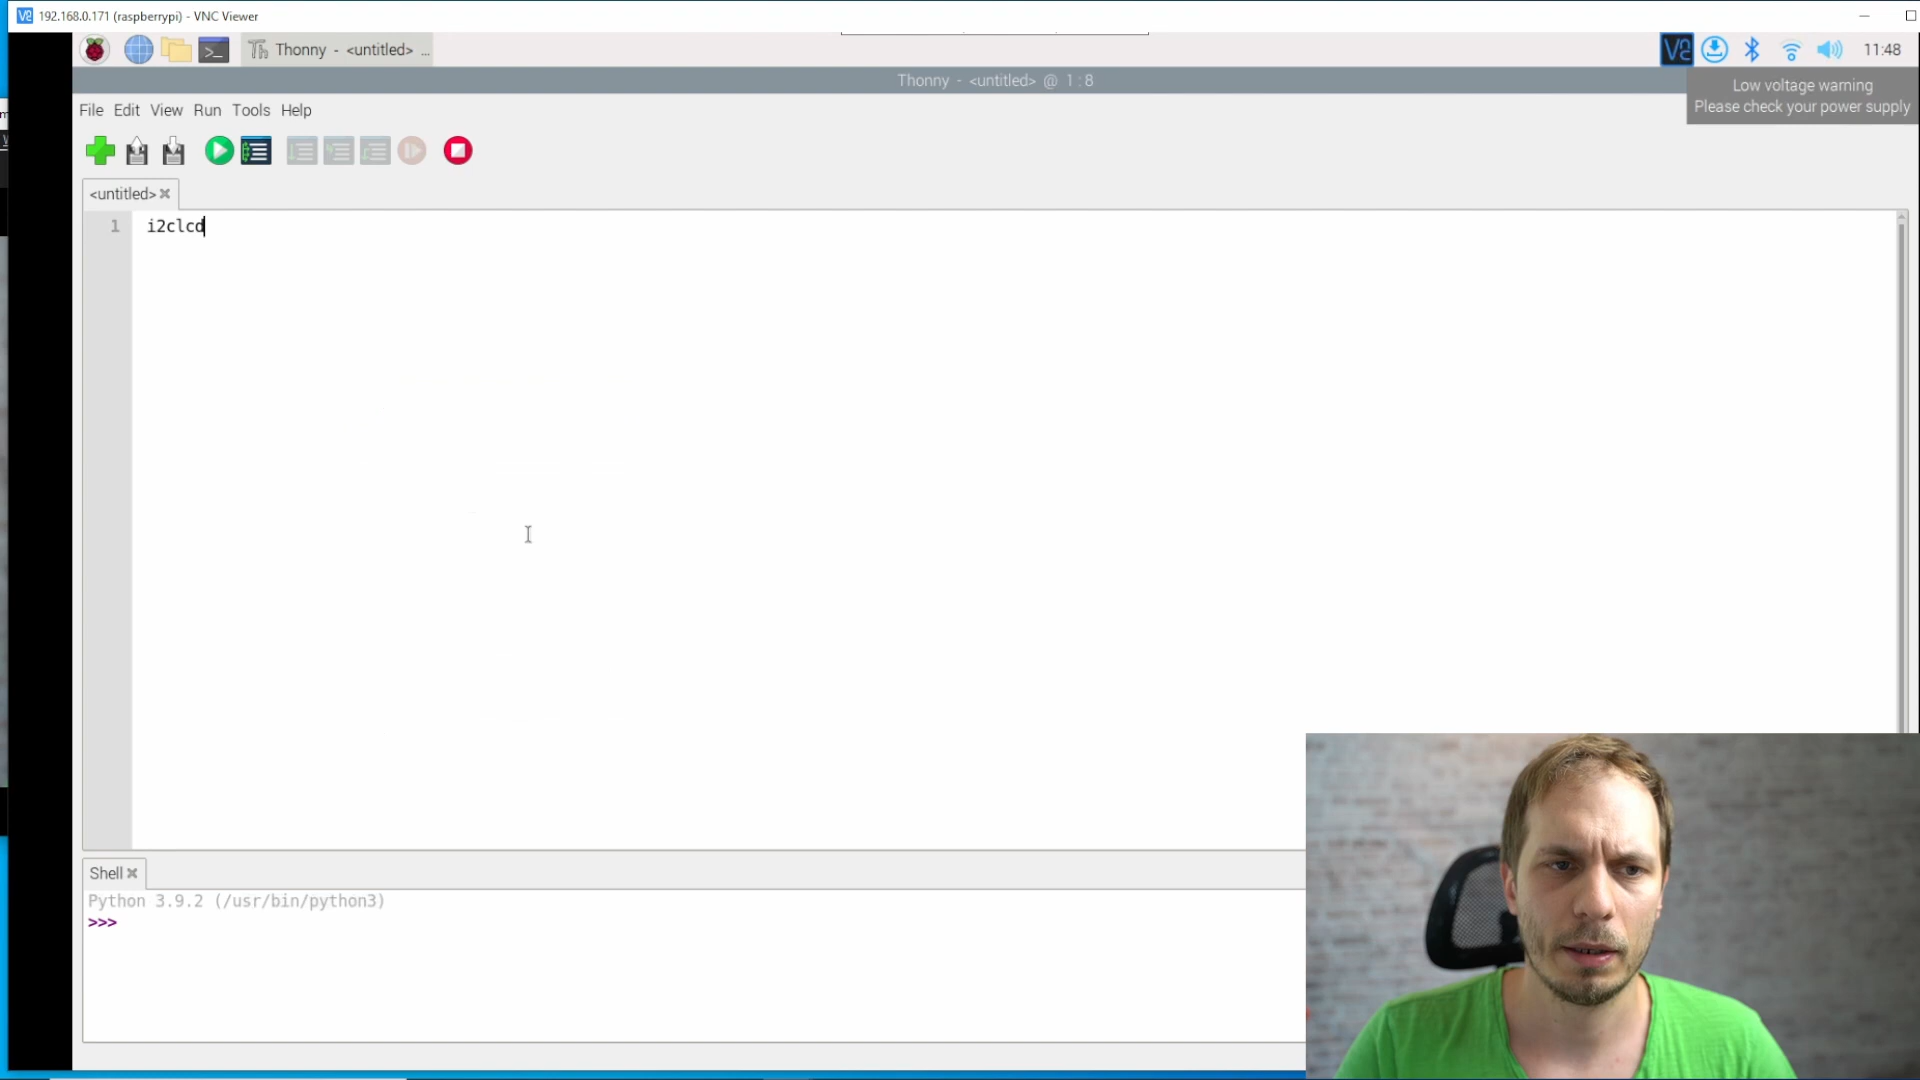 192.168.0.171 (raspberrypi) - VNC Viewer
Thonny - <untitled> ...
11:48
Thonny - <untitled> @ 1:8
Low voltage warning
Please check your power supply
File Edit View Run Tools Help
<untitled>
1 i2clcd
Shell
Python 3.9.2 (/usr/bin/python3)
>>>